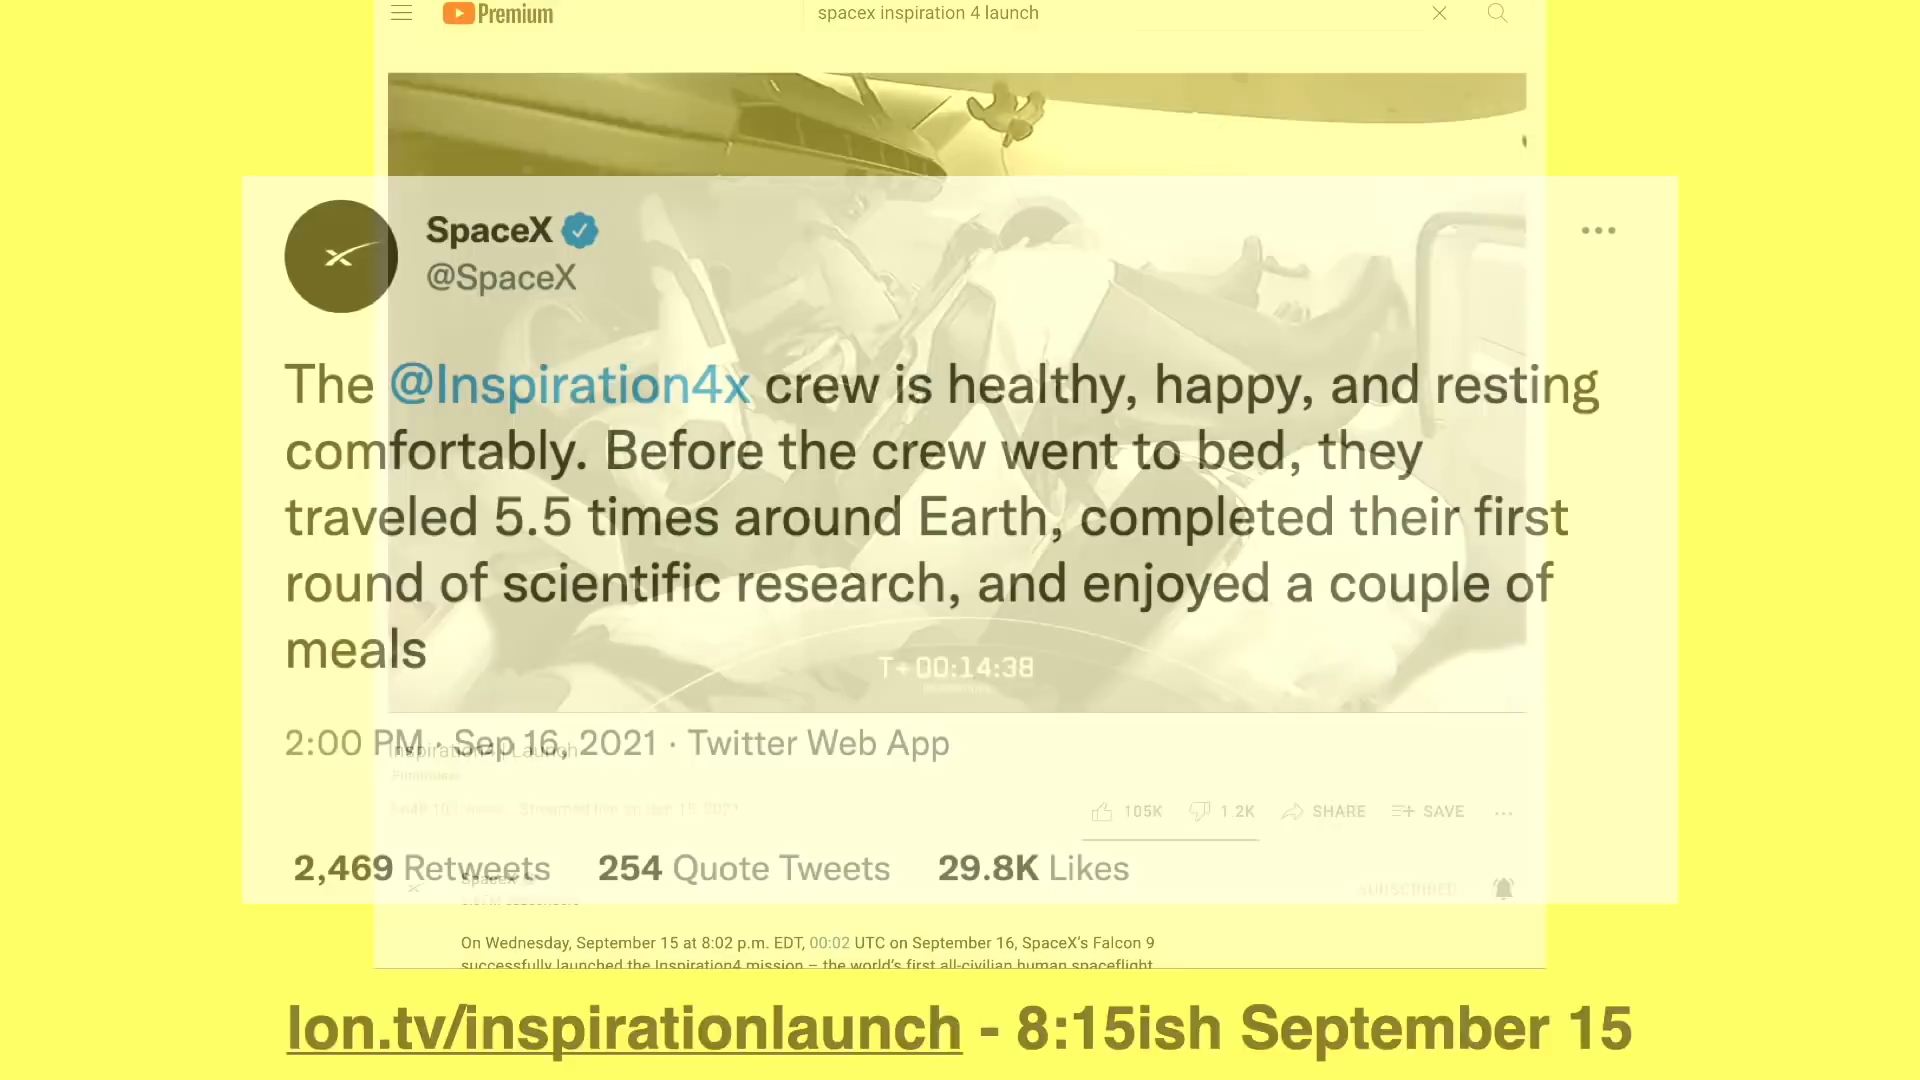 Premium
spacex inspiration 4 launch
SpaceX
@SpaceX
The @Inspiration4x crew is healthy, happy, and resting
comfortably. Before the crew went to bed, they
traveled 5.5 times around Earth, completed their first
round of scientific research, and enjoyed a couple of
meals
T+ 00:14:38
2:00 PM · Sep 16, 2021 · Twitter Web App
Inspiration4 | Launch
105K 1.2K SHARE SAVE
2,469 Retweets 254 Quote Tweets 29.8K Likes
SpaceX
SUBSCRIBED
On Wednesday, September 15 at 8:02 p.m. EDT, 00:02 UTC on September 16, SpaceX's Falcon 9
successfully launched the Inspiration4 mission – the world's first all-civilian human spaceflight
lon.tv/inspirationlaunch - 8:15ish September 15